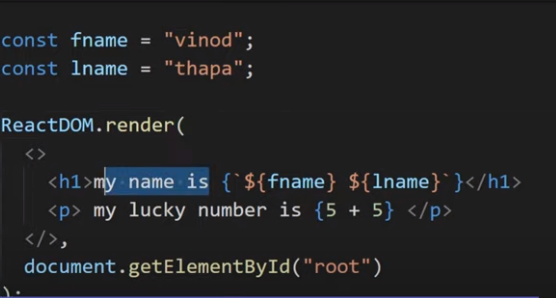 const fname = "vinod";
const lname = "thapa";
ReactDOM.render(
<>
<h1>my name is {`${fname} ${lname}`}</h1>
<p> my lucky number is {5 + 5} </p>
</>,
document.getElementById("root")
);